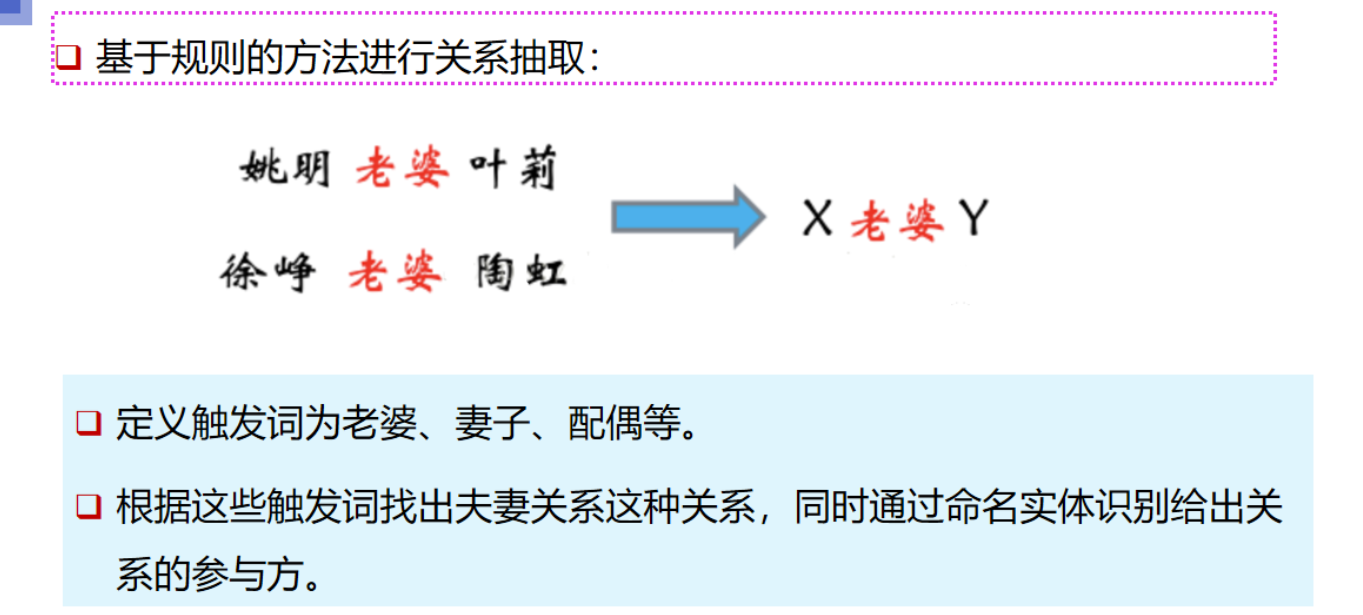 基于规则的方法进行关系抽取：
姚明 老婆 叶莉
X 老婆 Y
徐峥 老婆 陶虹
定义触发词为老婆、妻子、配偶等。
根据这些触发词找出夫妻关系这种关系，同时通过命名实体识别给出关
系的参与方。